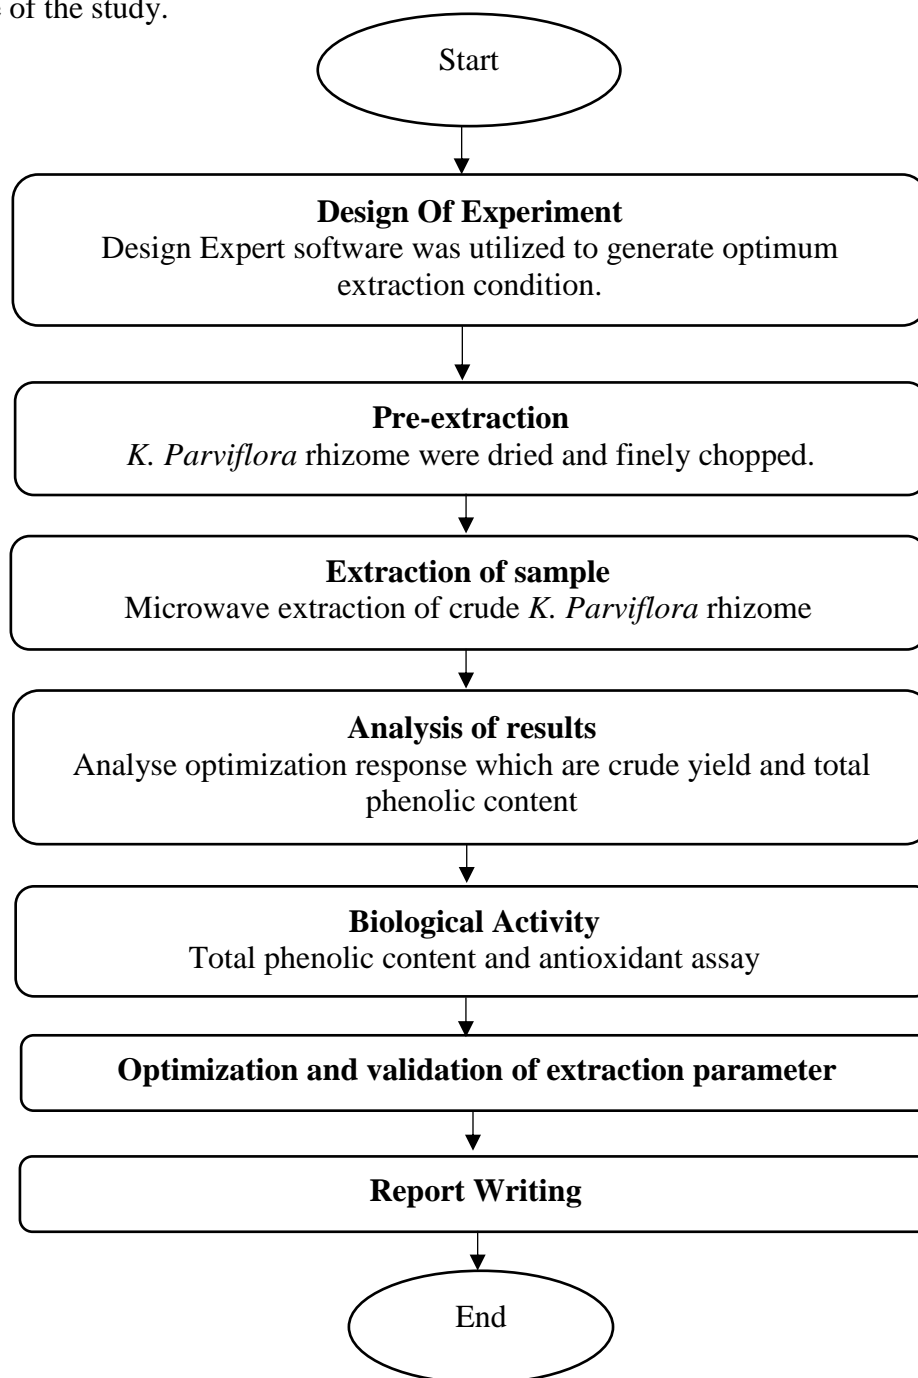 of the study.
Start
Design Of Experiment
Design Expert software was utilized to generate optimum
extraction condition.
Pre-extraction
K. Parviflora rhizome were dried and finely chopped.
Extraction of sample
Microwave extraction of crude K. Parviflora rhizome
Analysis of results
Analyse optimization response which are crude yield and total
phenolic content
Biological Activity
Total phenolic content and antioxidant assay
Optimization and validation of extraction parameter
Report Writing
End